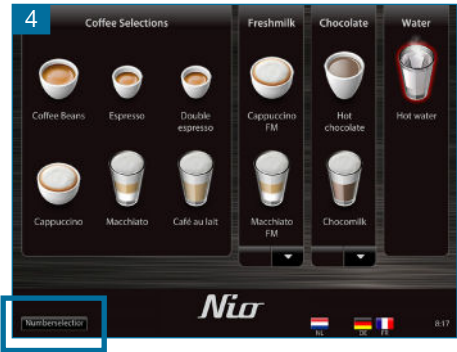 4
Coffee Selections
Freshmilk
Chocolate
Water
Coffee Beans
Espresso
Double
espresso
Cappuccino
FM
Hot
chocolate
Hot water
Cappuccino
Macchiato
Café au lait
Macchiato
FM
Chocomilk
Nio
Numberselection
NL
DE
FR
8:17